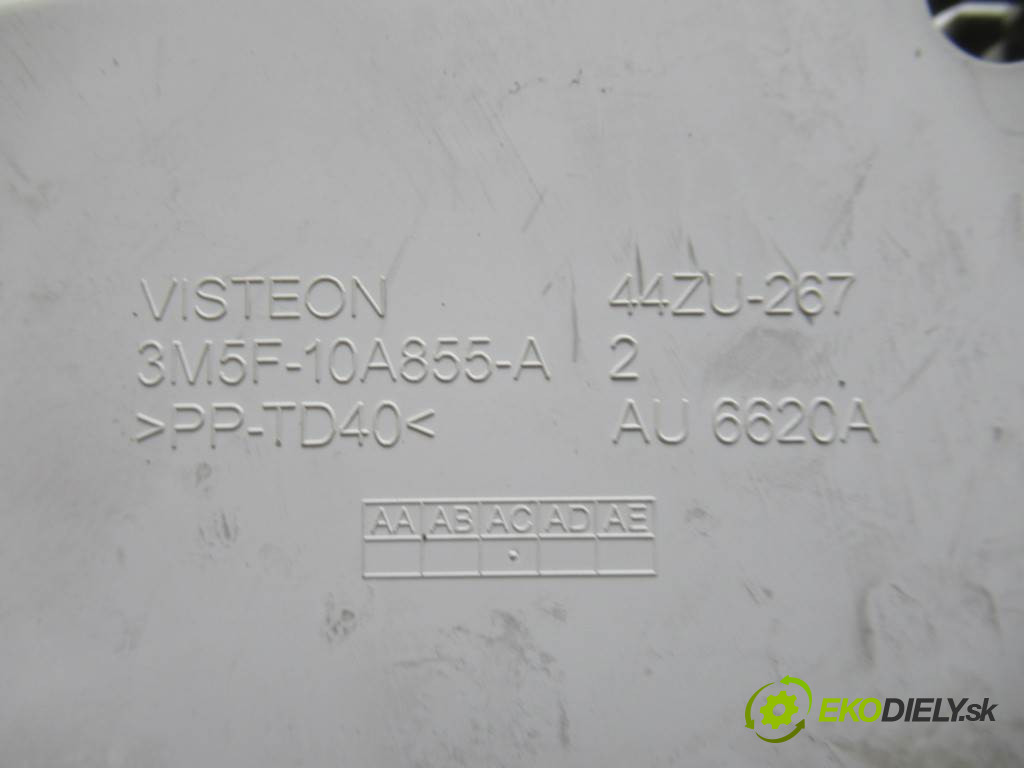 VISTEON
3M5F-10A855-A
>PP-TD40<
44ZU-267
2
AU 6620A
AA AB AC AD AE
EKODIELY.sk